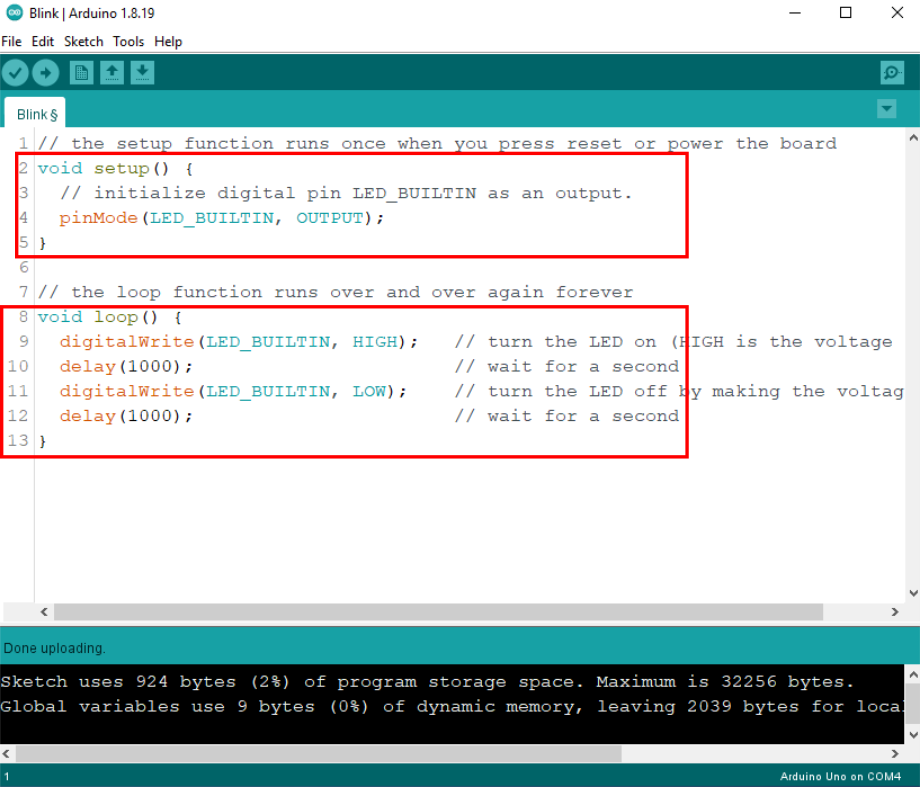 Blink | Arduino 1.8.19
File Edit Sketch Tools Help
Blink §
1 // the setup function runs once when you press reset or power the board
2 void setup() {
3   // initialize digital pin LED_BUILTIN as an output.
4   pinMode(LED_BUILTIN, OUTPUT);
5 }
6
7 // the loop function runs over and over again forever
8 void loop() {
9   digitalWrite(LED_BUILTIN, HIGH);   // turn the LED on (HIGH is the voltage
10   delay(1000);                       // wait for a second
11   digitalWrite(LED_BUILTIN, LOW);    // turn the LED off by making the voltag
12   delay(1000);                       // wait for a second
13 }
Done uploading.
Sketch uses 924 bytes (2%) of program storage space. Maximum is 32256 bytes.
Global variables use 9 bytes (0%) of dynamic memory, leaving 2039 bytes for local
1 Arduino Uno on COM4